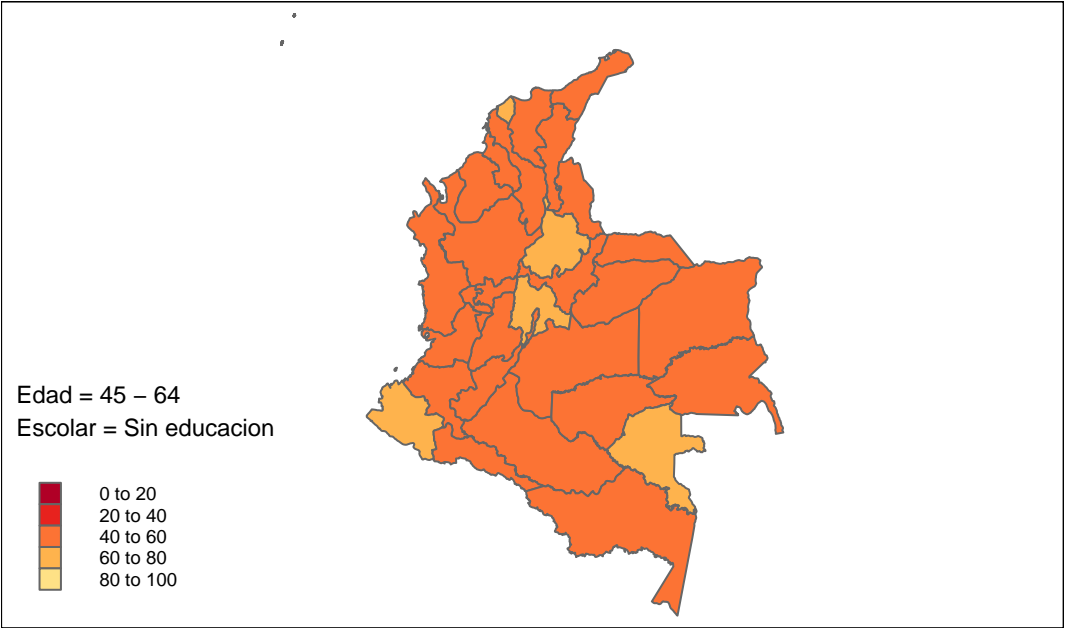 Edad = 45 − 64
Escolar = Sin educacion
0 to 20
20 to 40
40 to 60
60 to 80
80 to 100